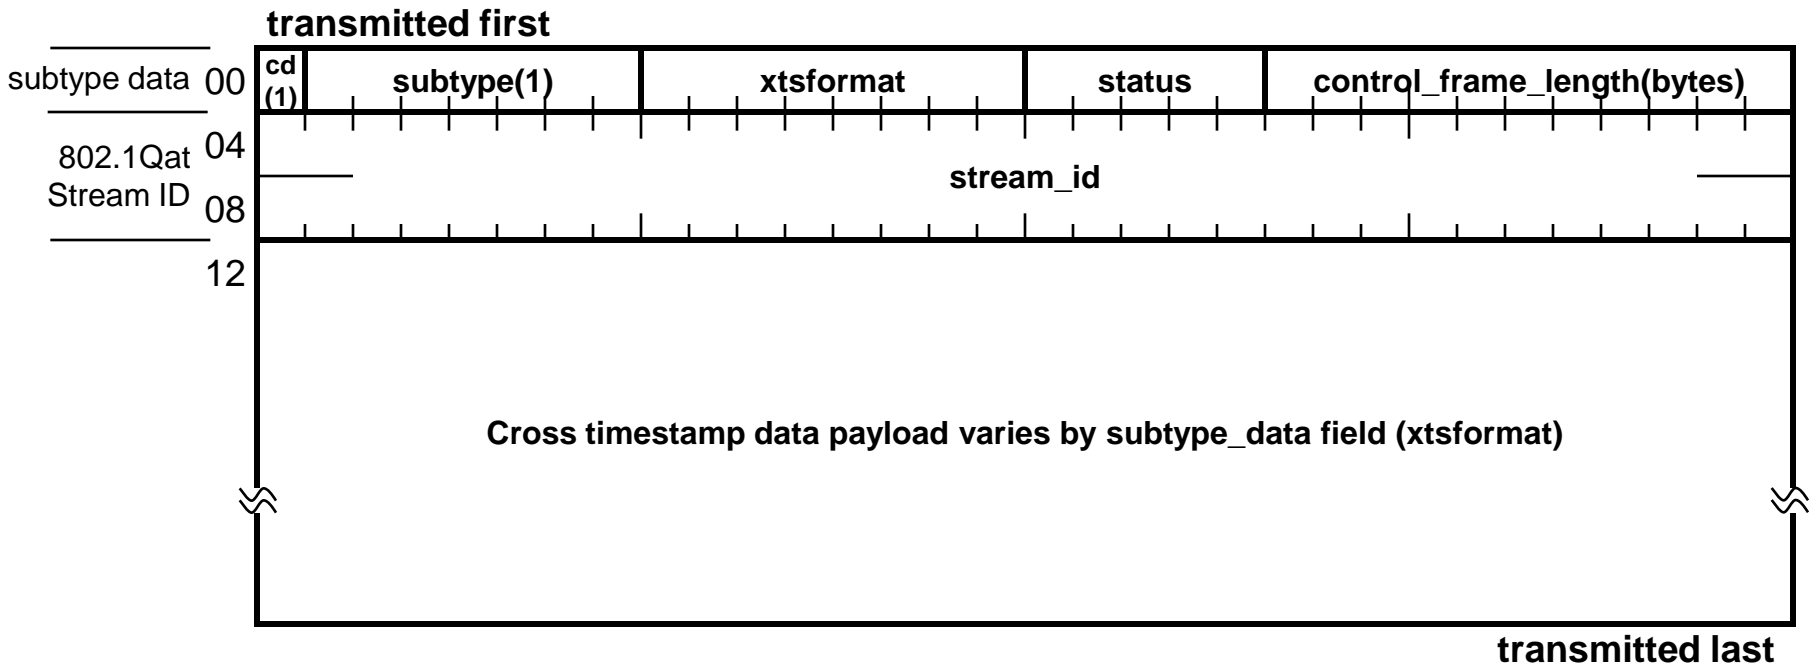 transmitted first
subtype data 00 cd (1) subtype(1) xtsformat status control_frame_length(bytes)
802.1Qat Stream ID
04
stream_id
08
12
Cross timestamp data payload varies by subtype_data field (xtsformat)
transmitted last